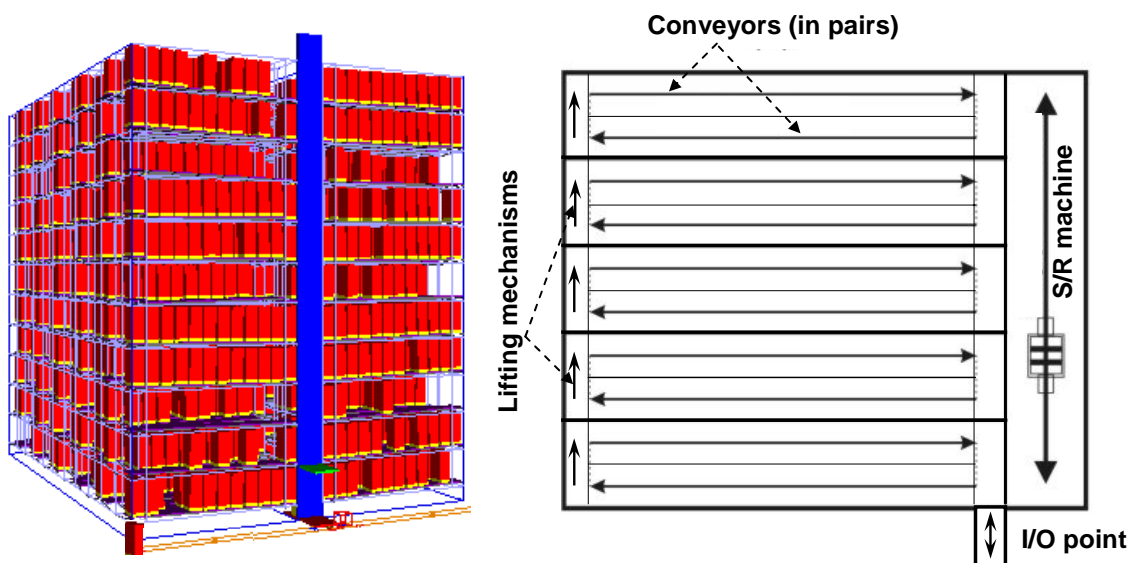 Conveyors (in pairs)
Lifting mechanisms
S/R machine
I/O point